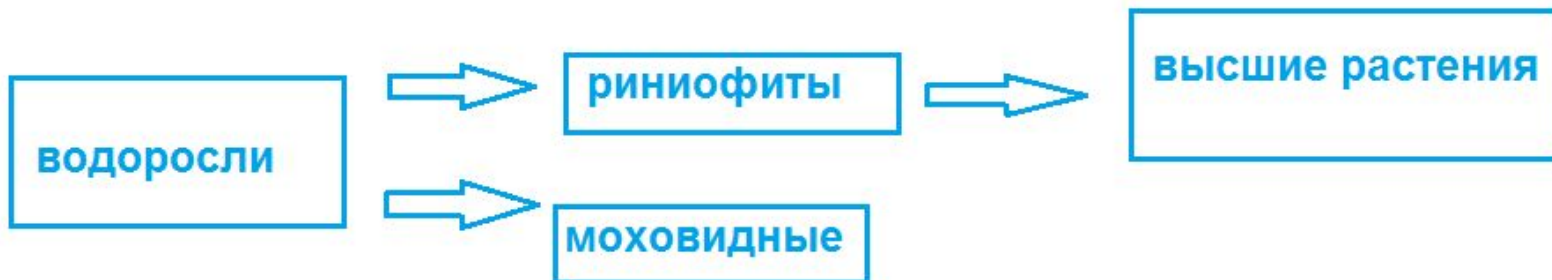 водоросли
риниофиты
высшие растения
моховидные